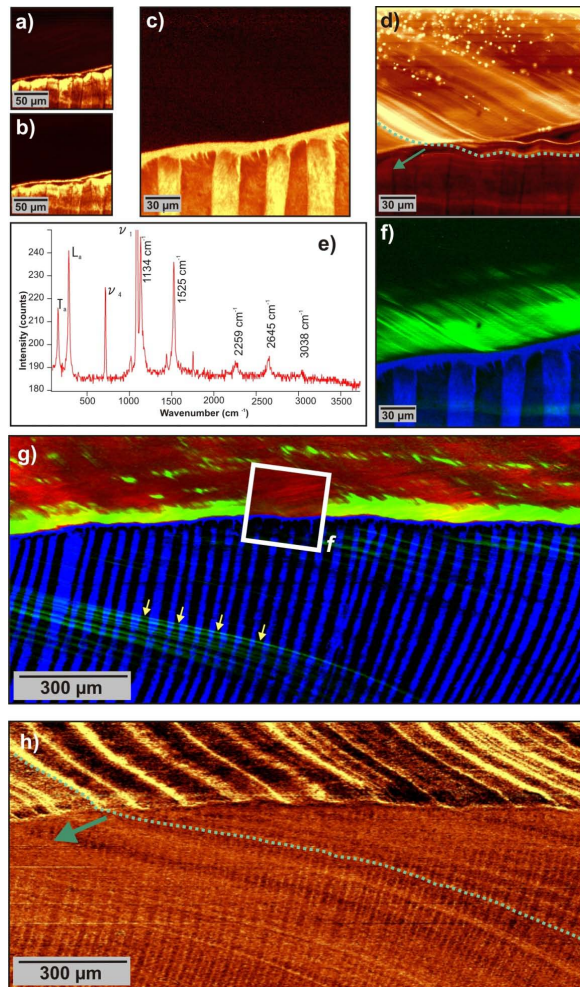 a)
50 µm
b)
50 µm
c)
30 µm
d)
30 µm
e)
Intensity (counts)
240
230
220
210
200
190
180
Tₐ
Lₐ
ν 4
ν 1
1134 cm⁻¹
1525 cm⁻¹
2259 cm⁻¹
2645 cm⁻¹
3038 cm⁻¹
500 1000 1500 2000 2500 3000 3500
Wavenumber (cm⁻¹)
f)
30 µm
g)
f
300 µm
h)
300 µm